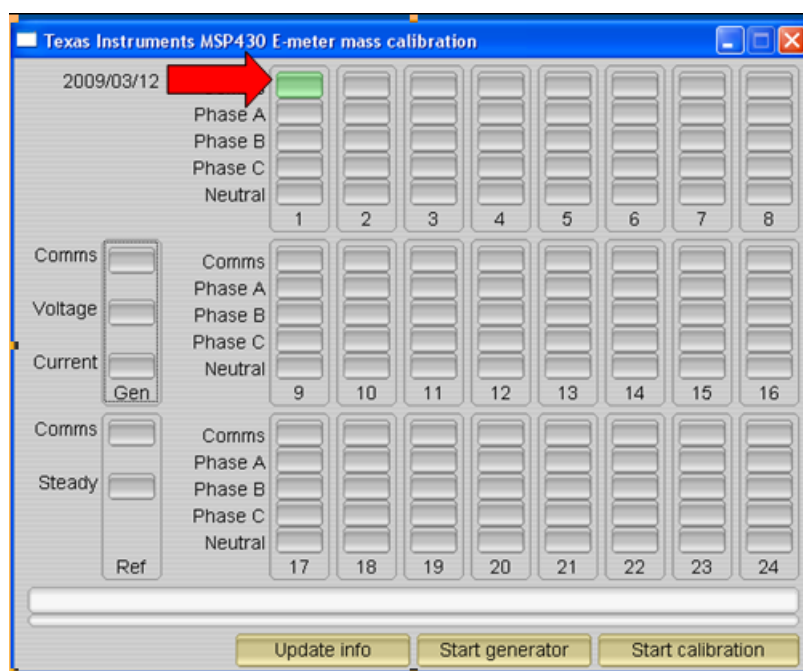 Texas Instruments MSP430 E-meter mass calibration
2009/03/12
Phase A
Phase B
Phase C
Neutral
1 2 3 4 5 6 7 8
Comms
Voltage
Current
Gen
Comms
Phase A
Phase B
Phase C
Neutral
9 10 11 12 13 14 15 16
Comms
Steady
Ref
Comms
Phase A
Phase B
Phase C
Neutral
17 18 19 20 21 22 23 24
Update info
Start generator
Start calibration